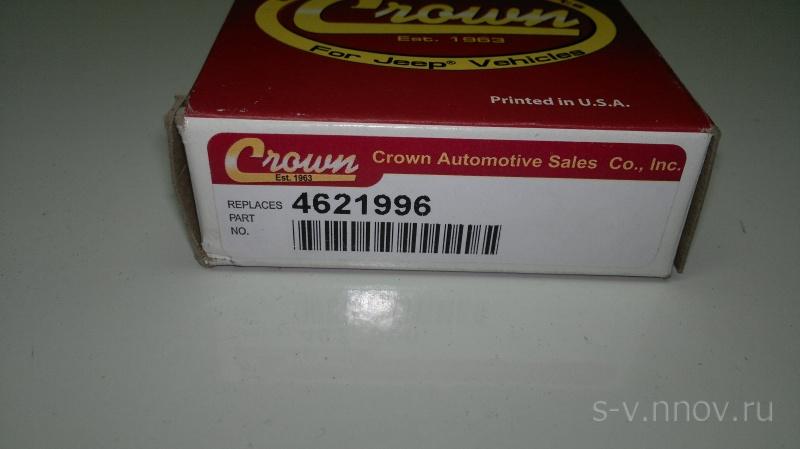 Crown
Est. 1963
For Jeep® Vehicles
Printed in U.S.A.
Crown
Est. 1963
Crown Automotive Sales Co., Inc.
REPLACES PART NO.
4621996
s-v.nnov.ru